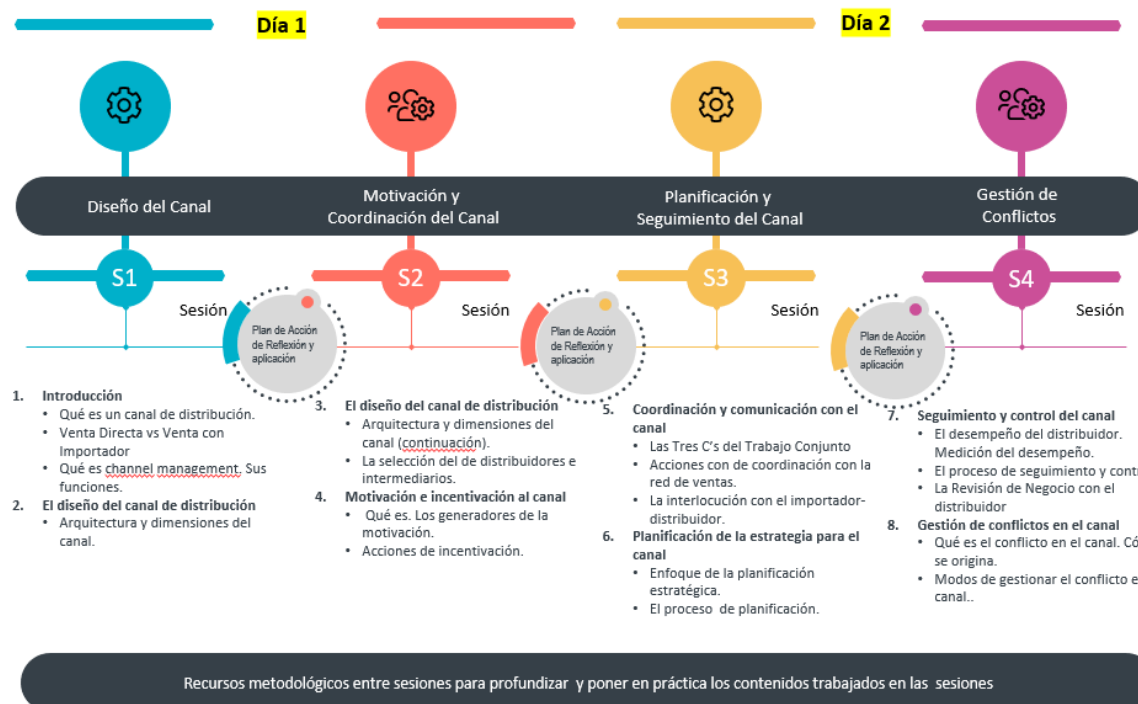 Día 1
Día 2
Diseño del Canal
Motivación y
Coordinación del Canal
Planificación y
Seguimiento del Canal
Gestión de
Conflictos
S1
S2
S3
S4
Sesión
Sesión
Sesión
Sesión
Plan de Acción
de Reflexión y
aplicación
Plan de Acción
de Reflexión y
aplicación
Plan de Acción
de Reflexión y
aplicación
1. Introducción
• Qué es un canal de distribución.
• Venta Directa vs Venta con
Importador
• Qué es channel management. Sus
funciones.
2. El diseño del canal de distribución
• Arquitectura y dimensiones del
canal.
3. El diseño del canal de distribución
• Arquitectura y dimensiones del
canal (continuación).
• La selección del de distribuidores e
intermediarios.
4. Motivación e incentivación al canal
• Qué es. Los generadores de la
motivación.
• Acciones de incentivación.
5. Coordinación y comunicación con el
canal
• Las Tres C's del Trabajo Conjunto
• Acciones con de coordinación con la
red de ventas.
• La interlocución con el importador-
distribuidor.
6. Planificación de la estrategia para el
canal
• Enfoque de la planificación
estratégica.
• El proceso de planificación.
7. Seguimiento y control del canal
• El desempeño del distribuidor.
Medición del desempeño.
• El proceso de seguimiento y cont
• La Revisión de Negocio con el
distribuidor
8. Gestión de conflictos en el canal
• Qué es el conflicto en el canal. Có
se origina.
• Modos de gestionar el conflicto e
canal..
Recursos metodológicos entre sesiones para profundizar y poner en práctica los contenidos trabajados en las sesiones